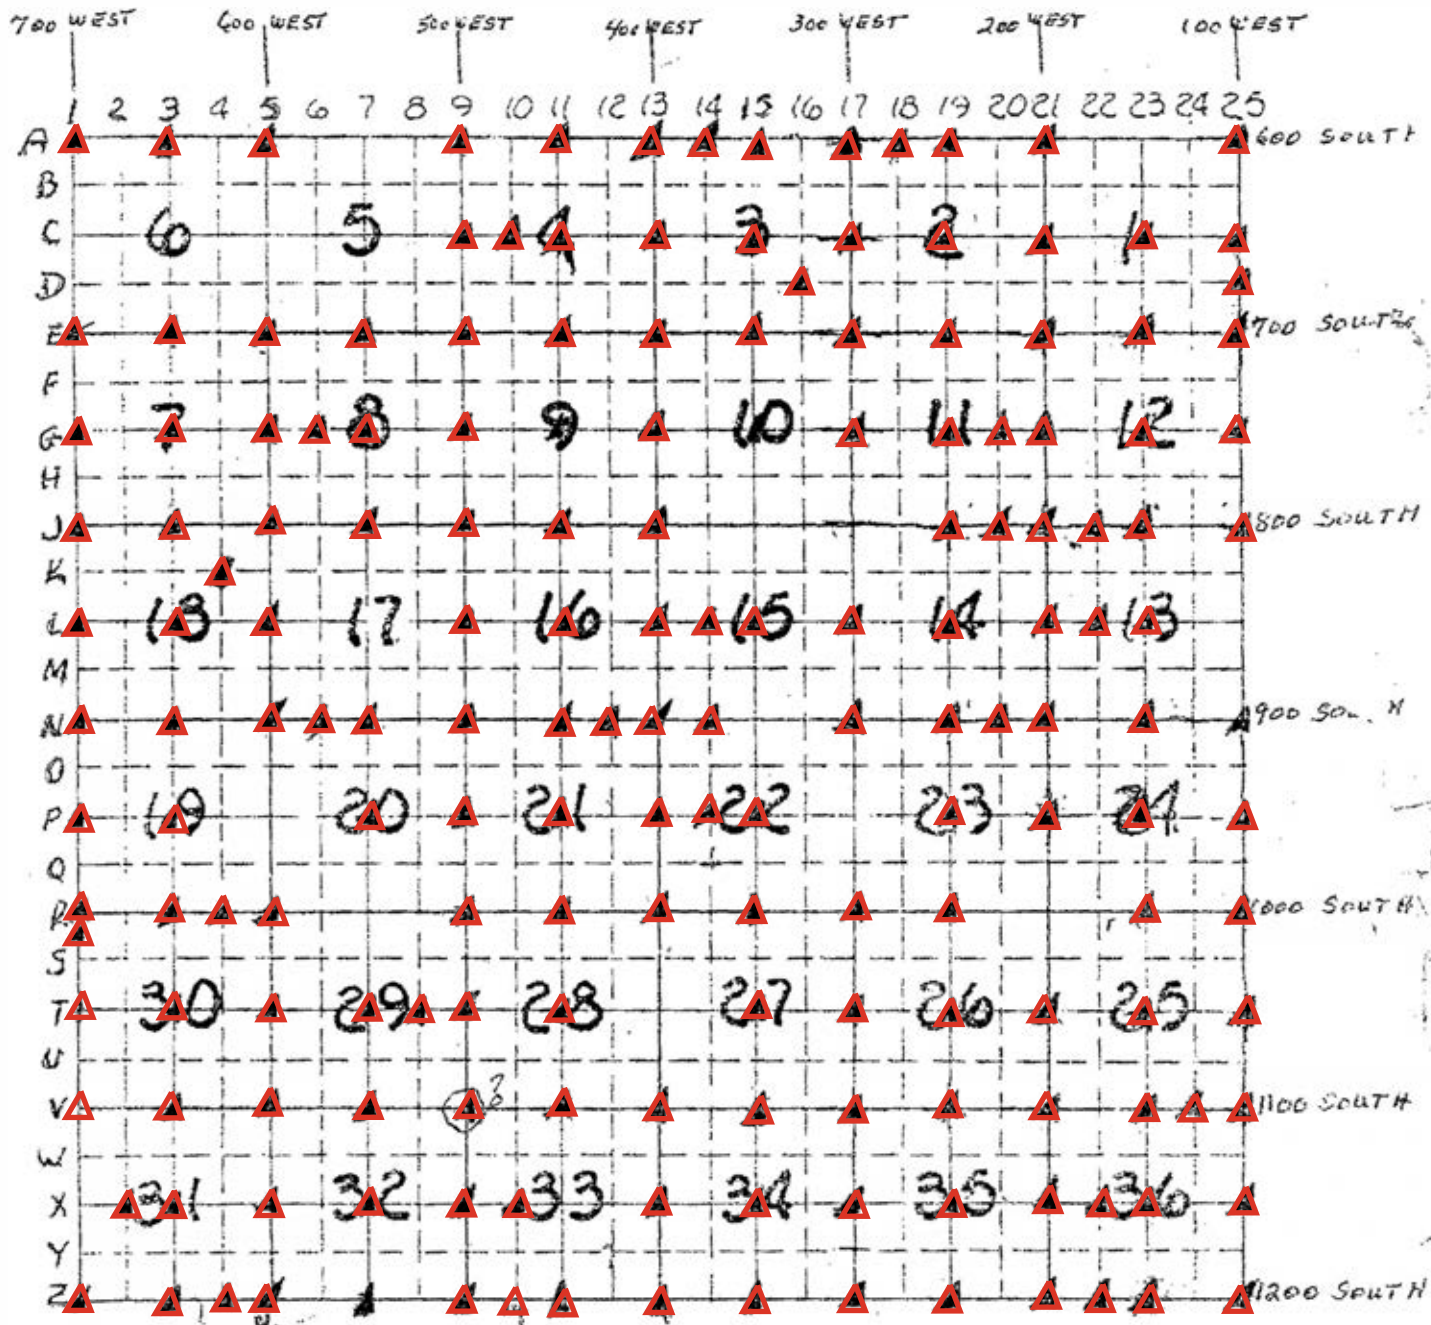 700 WEST 600 WEST 500 WEST 400 WEST 300 WEST 200 WEST 100 WEST
1 2 3 4 5 6 7 8 9 10 11 12 13 14 15 16 17 18 19 20 21 22 23 24 25
A 600 SOUTH
B
C 6 5 4 3 2 1
D
E 700 SOUTH
F
G 7 8 9 10 11 12
H
J 800 SOUTH
K
L 18 17 16 15 14 13
M
N 900 SOU. H
O
P 19 20 21 22 23 24
Q
R 1000 SOUTH
S
T 30 29 28 27 26 25
U
V ? 1100 SOUTH
W
X 31 32 33 34 35 36
Y
Z 1200 SOUTH